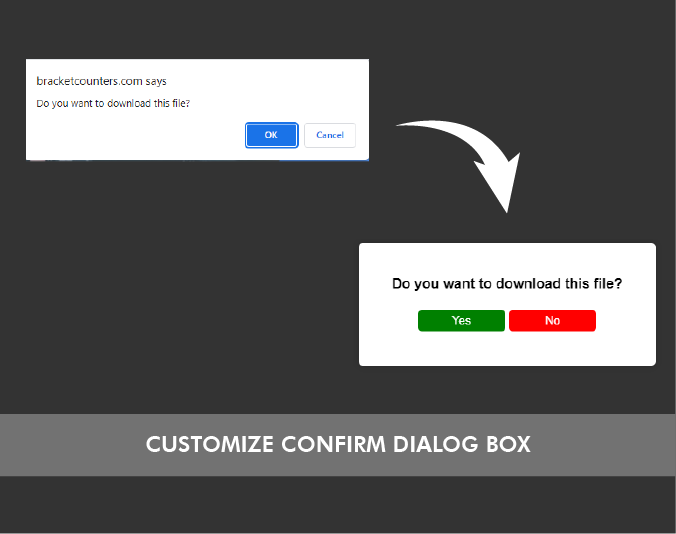 bracketcounters.com says
Do you want to download this file?
OK Cancel
Do you want to download this file?
Yes No
CUSTOMIZE CONFIRM DIALOG BOX